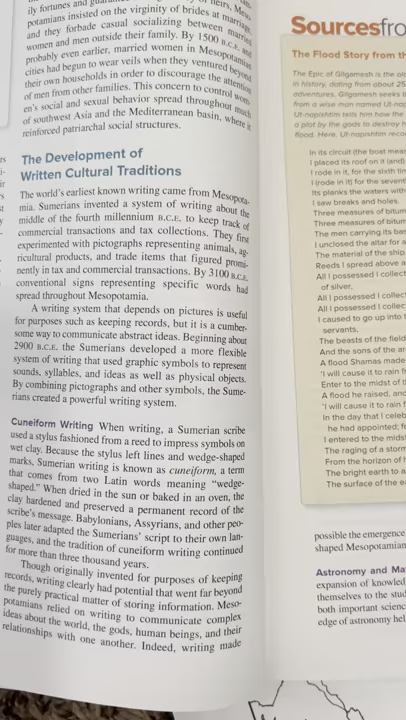 ily fortunes and
potamians insisted on the virginity of brides at marriage,
and they forbade casual socializing between married
women and men outside their family. By 1500 B.C.E. and
probably even earlier, married women in Mesopotamian
cities had begun to wear veils when they ventured beyond
their own households in order to discourage the attention
of men from other families. This concern to control wom-
en's social and sexual behavior spread throughout much
of southwest Asia and the Mediterranean basin, where it
reinforced patriarchal social structures.
The Development of
Written Cultural Traditions
The world's earliest known writing came from Mesopota-
mia. Sumerians invented a system of writing about the
middle of the fourth millennium B.C.E. to keep track of
commercial transactions and tax collections. They first
experimented with pictographs representing animals, ag-
ricultural products, and trade items that figured promi-
nently in tax and commercial transactions. By 3100 B.C.E.
conventional signs representing specific words had
spread throughout Mesopotamia.
A writing system that depends on pictures is useful
for purposes such as keeping records, but it is a cumber-
some way to communicate abstract ideas. Beginning about
2900 B.C.E. the Sumerians developed a more flexible
system of writing that used graphic symbols to represent
sounds, syllables, and ideas as well as physical objects.
By combining pictographs and other symbols, the Sume-
rians created a powerful writing system.
Cuneiform Writing When writing, a Sumerian scribe
used a stylus fashioned from a reed to impress symbols on
wet clay. Because the stylus left lines and wedge-shaped
marks, Sumerian writing is known as cuneiform, a term
that comes from two Latin words meaning "wedge-
shaped." When dried in the sun or baked in an oven, the
clay hardened and preserved a permanent record of the
scribe's message. Babylonians, Assyrians, and other peo-
ples later adapted the Sumerians' script to their own lan-
guages, and the tradition of cuneiform writing continued
for more than three thousand years.
Though originally invented for purposes of keeping
records, writing clearly had potential that went far beyond
the purely practical matter of storing information. Meso-
potamians relied on writing to communicate complex
ideas about the world, the gods, human beings, and their
relationships with one another. Indeed, writing made
Sourcesfro
The Flood Story from th
The Epic of Gilgamesh is the old
in history, dating from about 25
adventures, Gilgamesh seeks
from a wise man named Ut-nap
Ut-napishtim tells him how the
a plot by the gods to destroy h
flood. Here, Ut-napishtim reco
In its circuit (the boat meas
I placed its roof on it (and)
I rode in it, for the sixth tim
I (rode in it) for the sevent
Its planks the waters with
I saw breaks and holes.
Three measures of bitum
Three measures of bitum
The men carrying its bas
I unclosed the altar for a
The material of the ship
Reeds I spread above a
All I possessed I collect
of silver,
All I possessed I collec
All I possessed I collec
I caused to go up into t
servants,
The beasts of the field
And the sons of the ar
A flood Shamas made
'I will cause it to rain fr
Enter to the midst of t
A flood he raised, and
'I will cause it to rain f
In the day that I celeb
he had appointed; f
I entered to the midst
The raging of a storm
From the horizon of h
The bright earth to a
The surface of the e
possible the emergence
shaped Mesopotamian
Astronomy and Ma
expansion of knowled
themselves to the stud
both important scienc
edge of astronomy hel